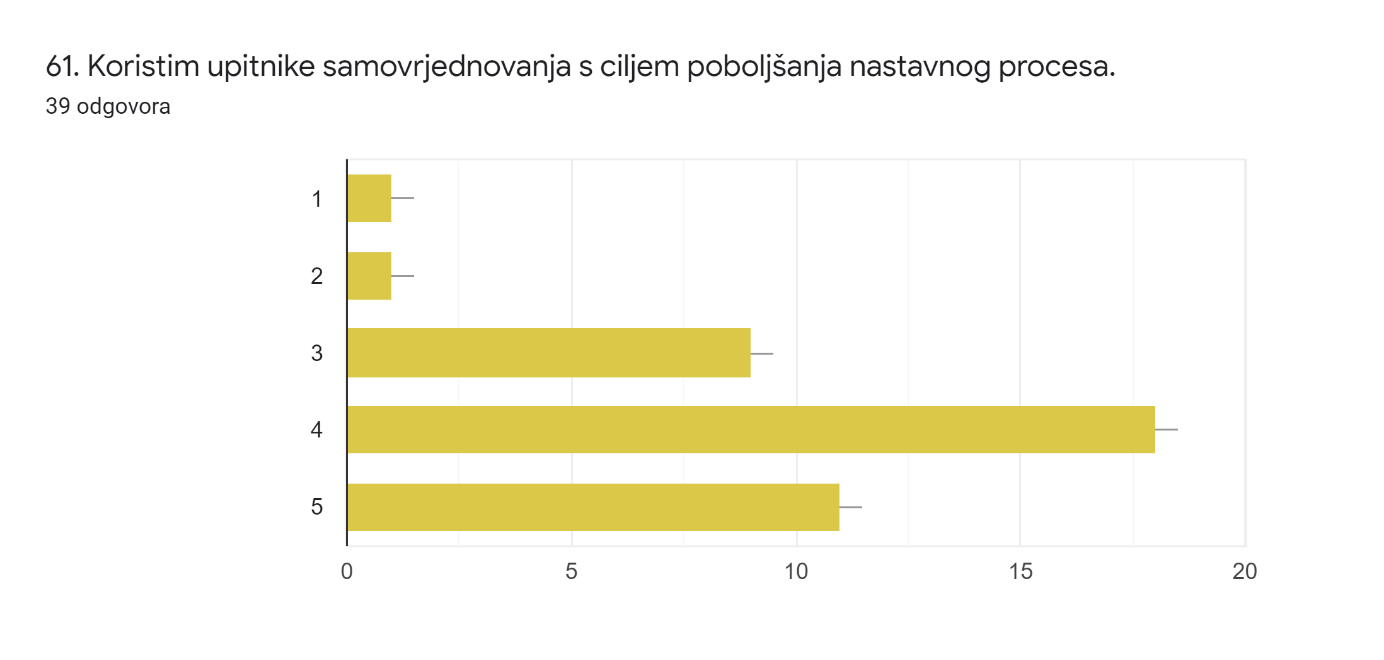 61. Koristim upitnike samovrjednovanja s ciljem poboljšanja nastavnog procesa.
39 odgovora
1
2
3
4
5
0 5 10 15 20